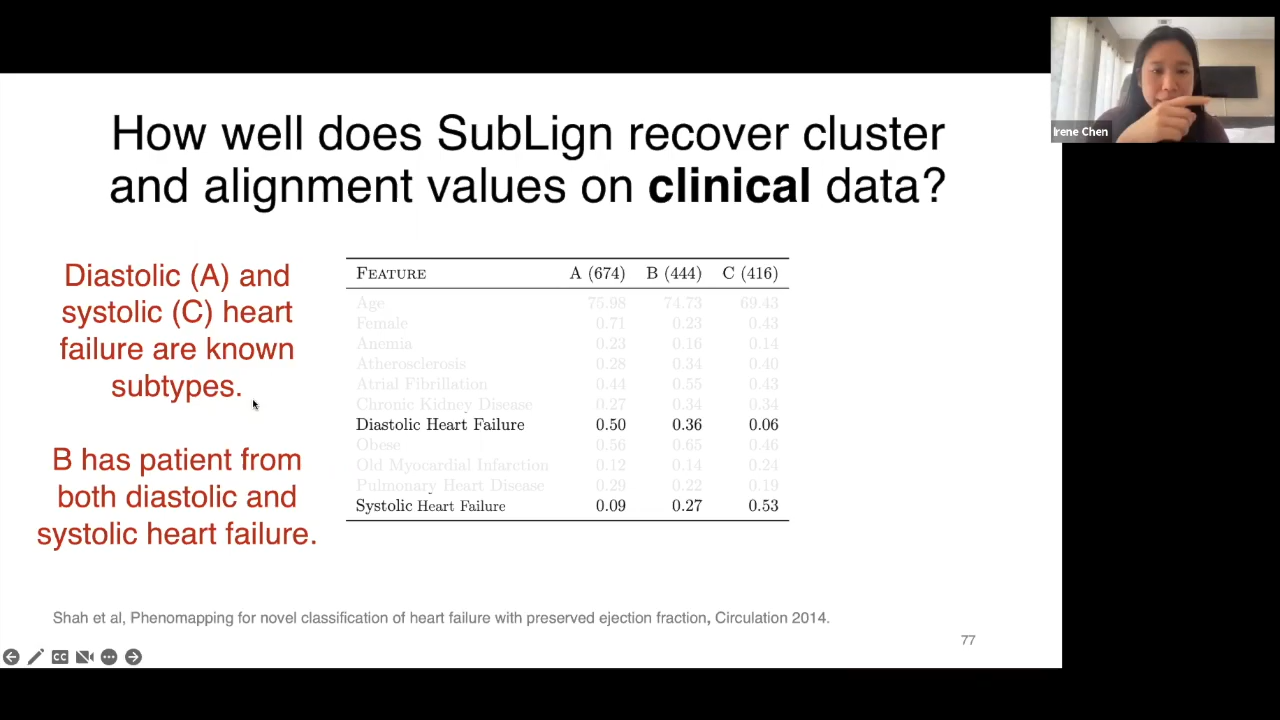 How well does SubLign recover cluster
and alignment values on clinical data?
Diastolic (A) and
systolic (C) heart
failure are known
subtypes.
B has patient from
both diastolic and
systolic heart failure.
FEATURE A (674) B (444) C (416)
Age 75.98 74.73 69.43
Female 0.71 0.23 0.43
Anemia 0.23 0.16 0.14
Atherosclerosis 0.28 0.34 0.40
Atrial Fibrillation 0.44 0.55 0.43
Chronic Kidney Disease 0.27 0.34 0.34
Diastolic Heart Failure 0.50 0.36 0.06
Obese 0.56 0.65 0.46
Old Myocardial Infarction 0.12 0.14 0.24
Pulmonary Heart Disease 0.29 0.22 0.19
Systolic Heart Failure 0.09 0.27 0.53
Shah et al, Phenomapping for novel classification of heart failure with preserved ejection fraction, Circulation 2014.
77
CC
Irene Chen